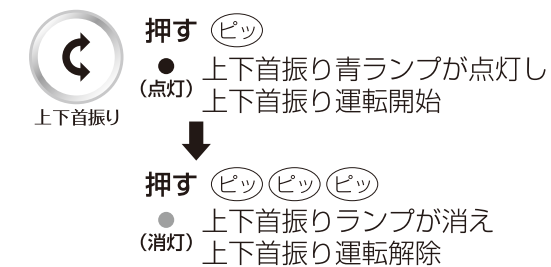 押す ピッ
(点灯) 上下首振り青ランプが点灯し
上下首振り運転開始
上下首振り
押す ピッ ピッ ピッ
(消灯) 上下首振りランプが消え
上下首振り運転解除